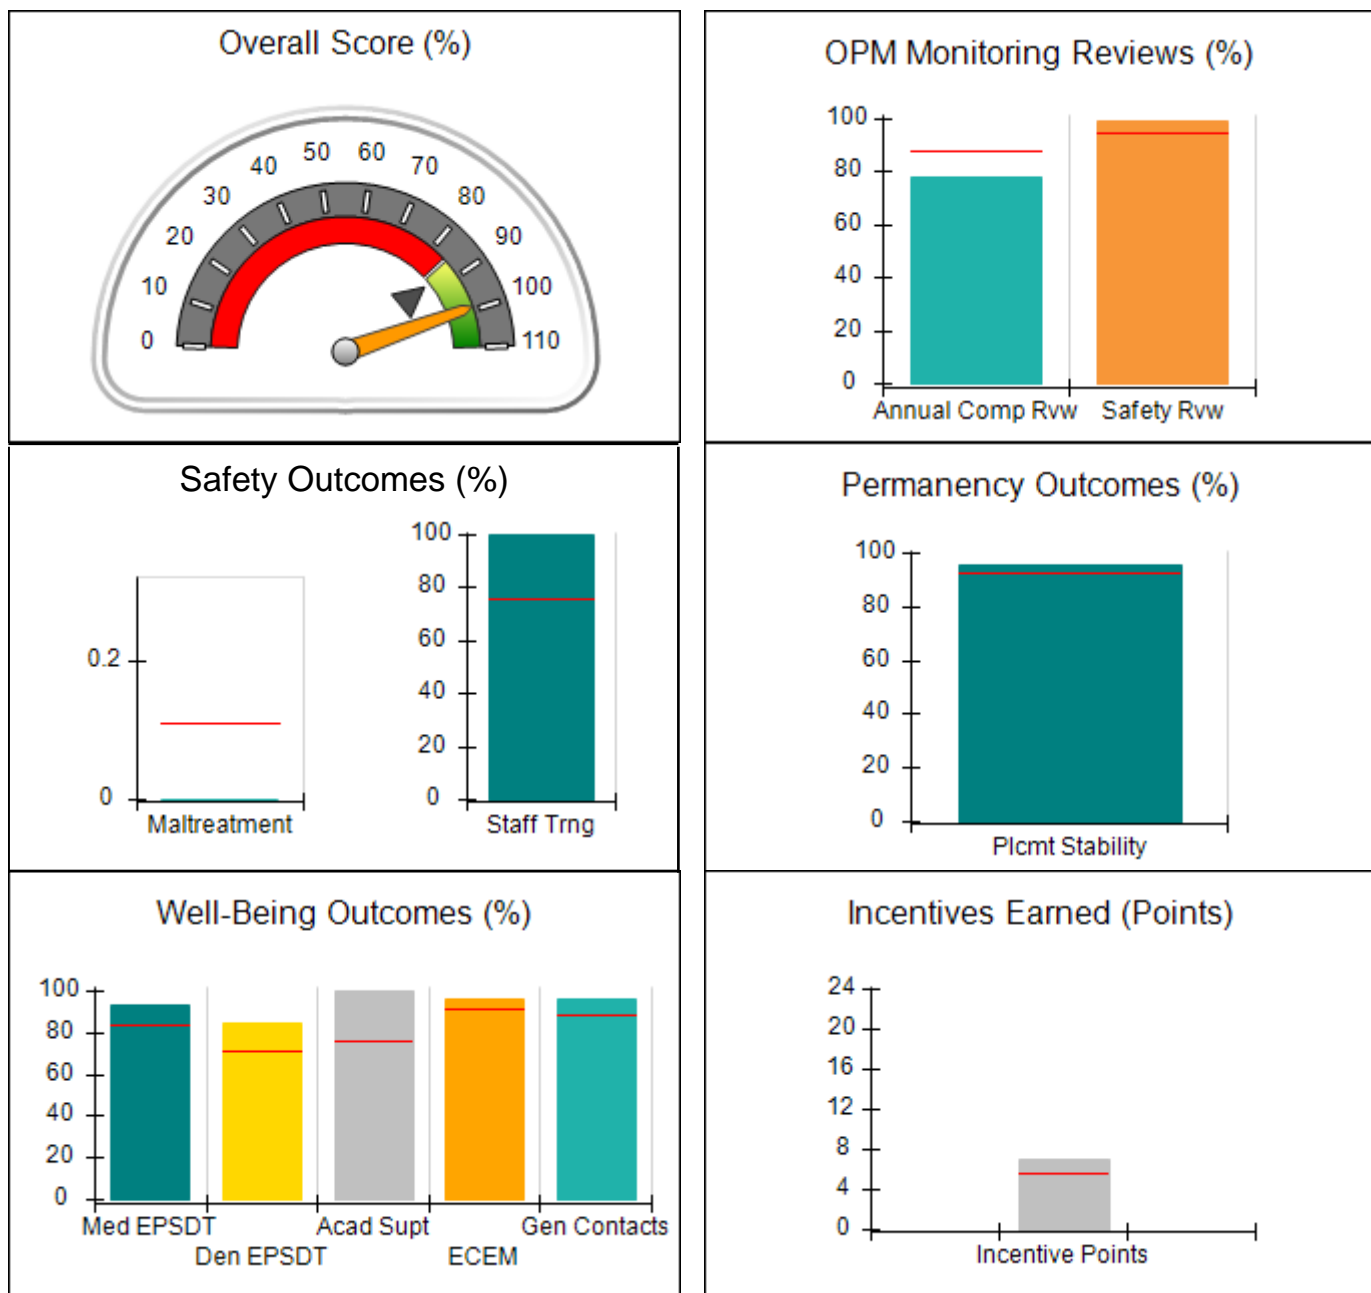 Overall Score (%)
0
10
20
30
40
50
60
70
80
90
100
110
OPM Monitoring Reviews (%)
100
80
60
40
20
0
Annual Comp Rvw
Safety Rvw
Safety Outcomes (%)
0.2
0
Maltreatment
100
80
60
40
20
0
Staff Trng
Permanency Outcomes (%)
100
80
60
40
20
0
Plcmt Stability
Well-Being Outcomes (%)
100
80
60
40
20
0
Med EPSDT
Den EPSDT
Acad Supt
ECEM
Gen Contacts
Incentives Earned (Points)
24
20
16
12
8
4
0
Incentive Points